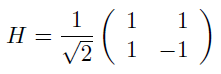 H = 1/√2 ( 1 1
1 −1 )